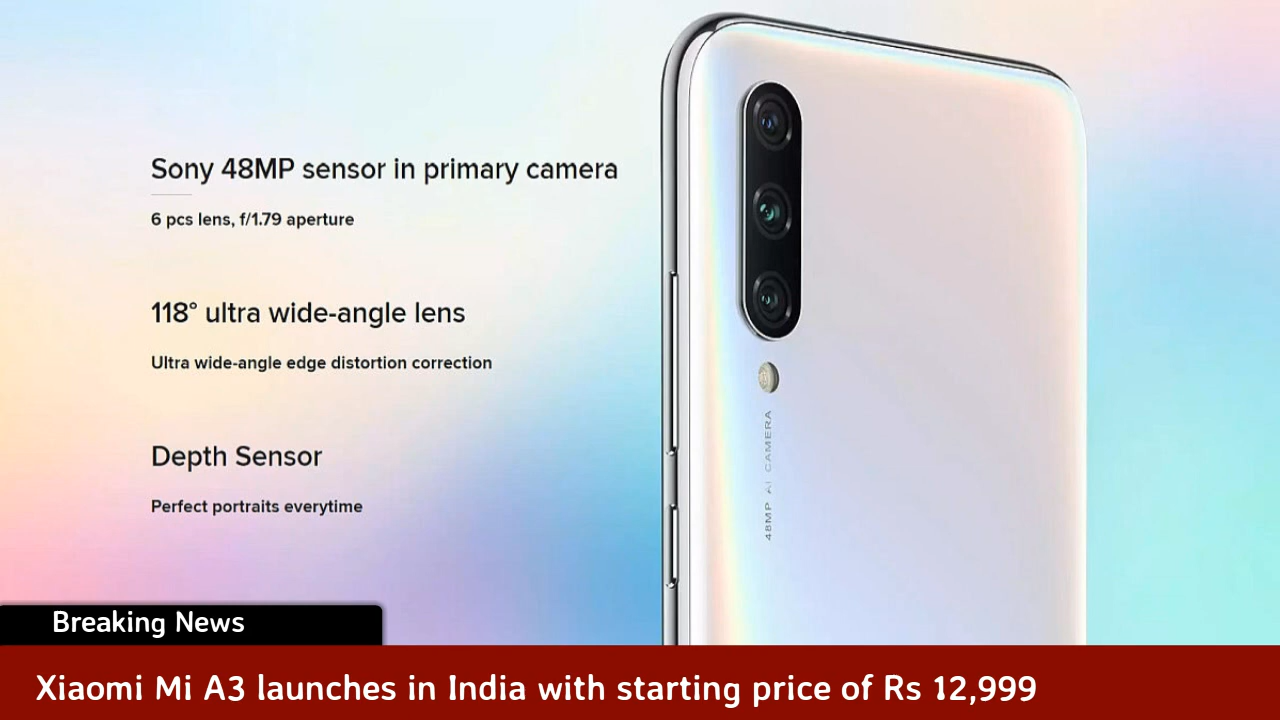 Sony 48MP sensor in primary camera
6 pcs lens, f/1.79 aperture
118° ultra wide-angle lens
Ultra wide-angle edge distortion correction
Depth Sensor
Perfect portraits everytime
48MP AI CAMERA
Breaking News
Xiaomi Mi A3 launches in India with starting price of Rs 12,999